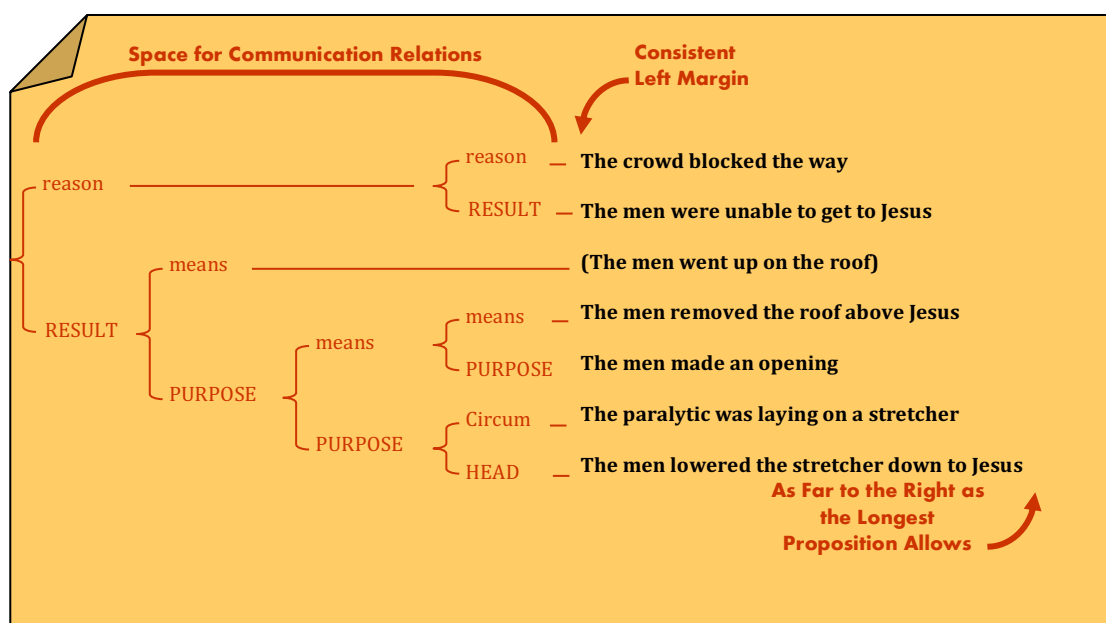 Space for Communication Relations
Consistent
Left Margin
reason The crowd blocked the way
reason
RESULT The men were unable to get to Jesus
means (The men went up on the roof)
means The men removed the roof above Jesus
RESULT
means
PURPOSE The men made an opening
PURPOSE
Circum The paralytic was laying on a stretcher
PURPOSE
HEAD The men lowered the stretcher down to Jesus
As Far to the Right as
the Longest
Proposition Allows